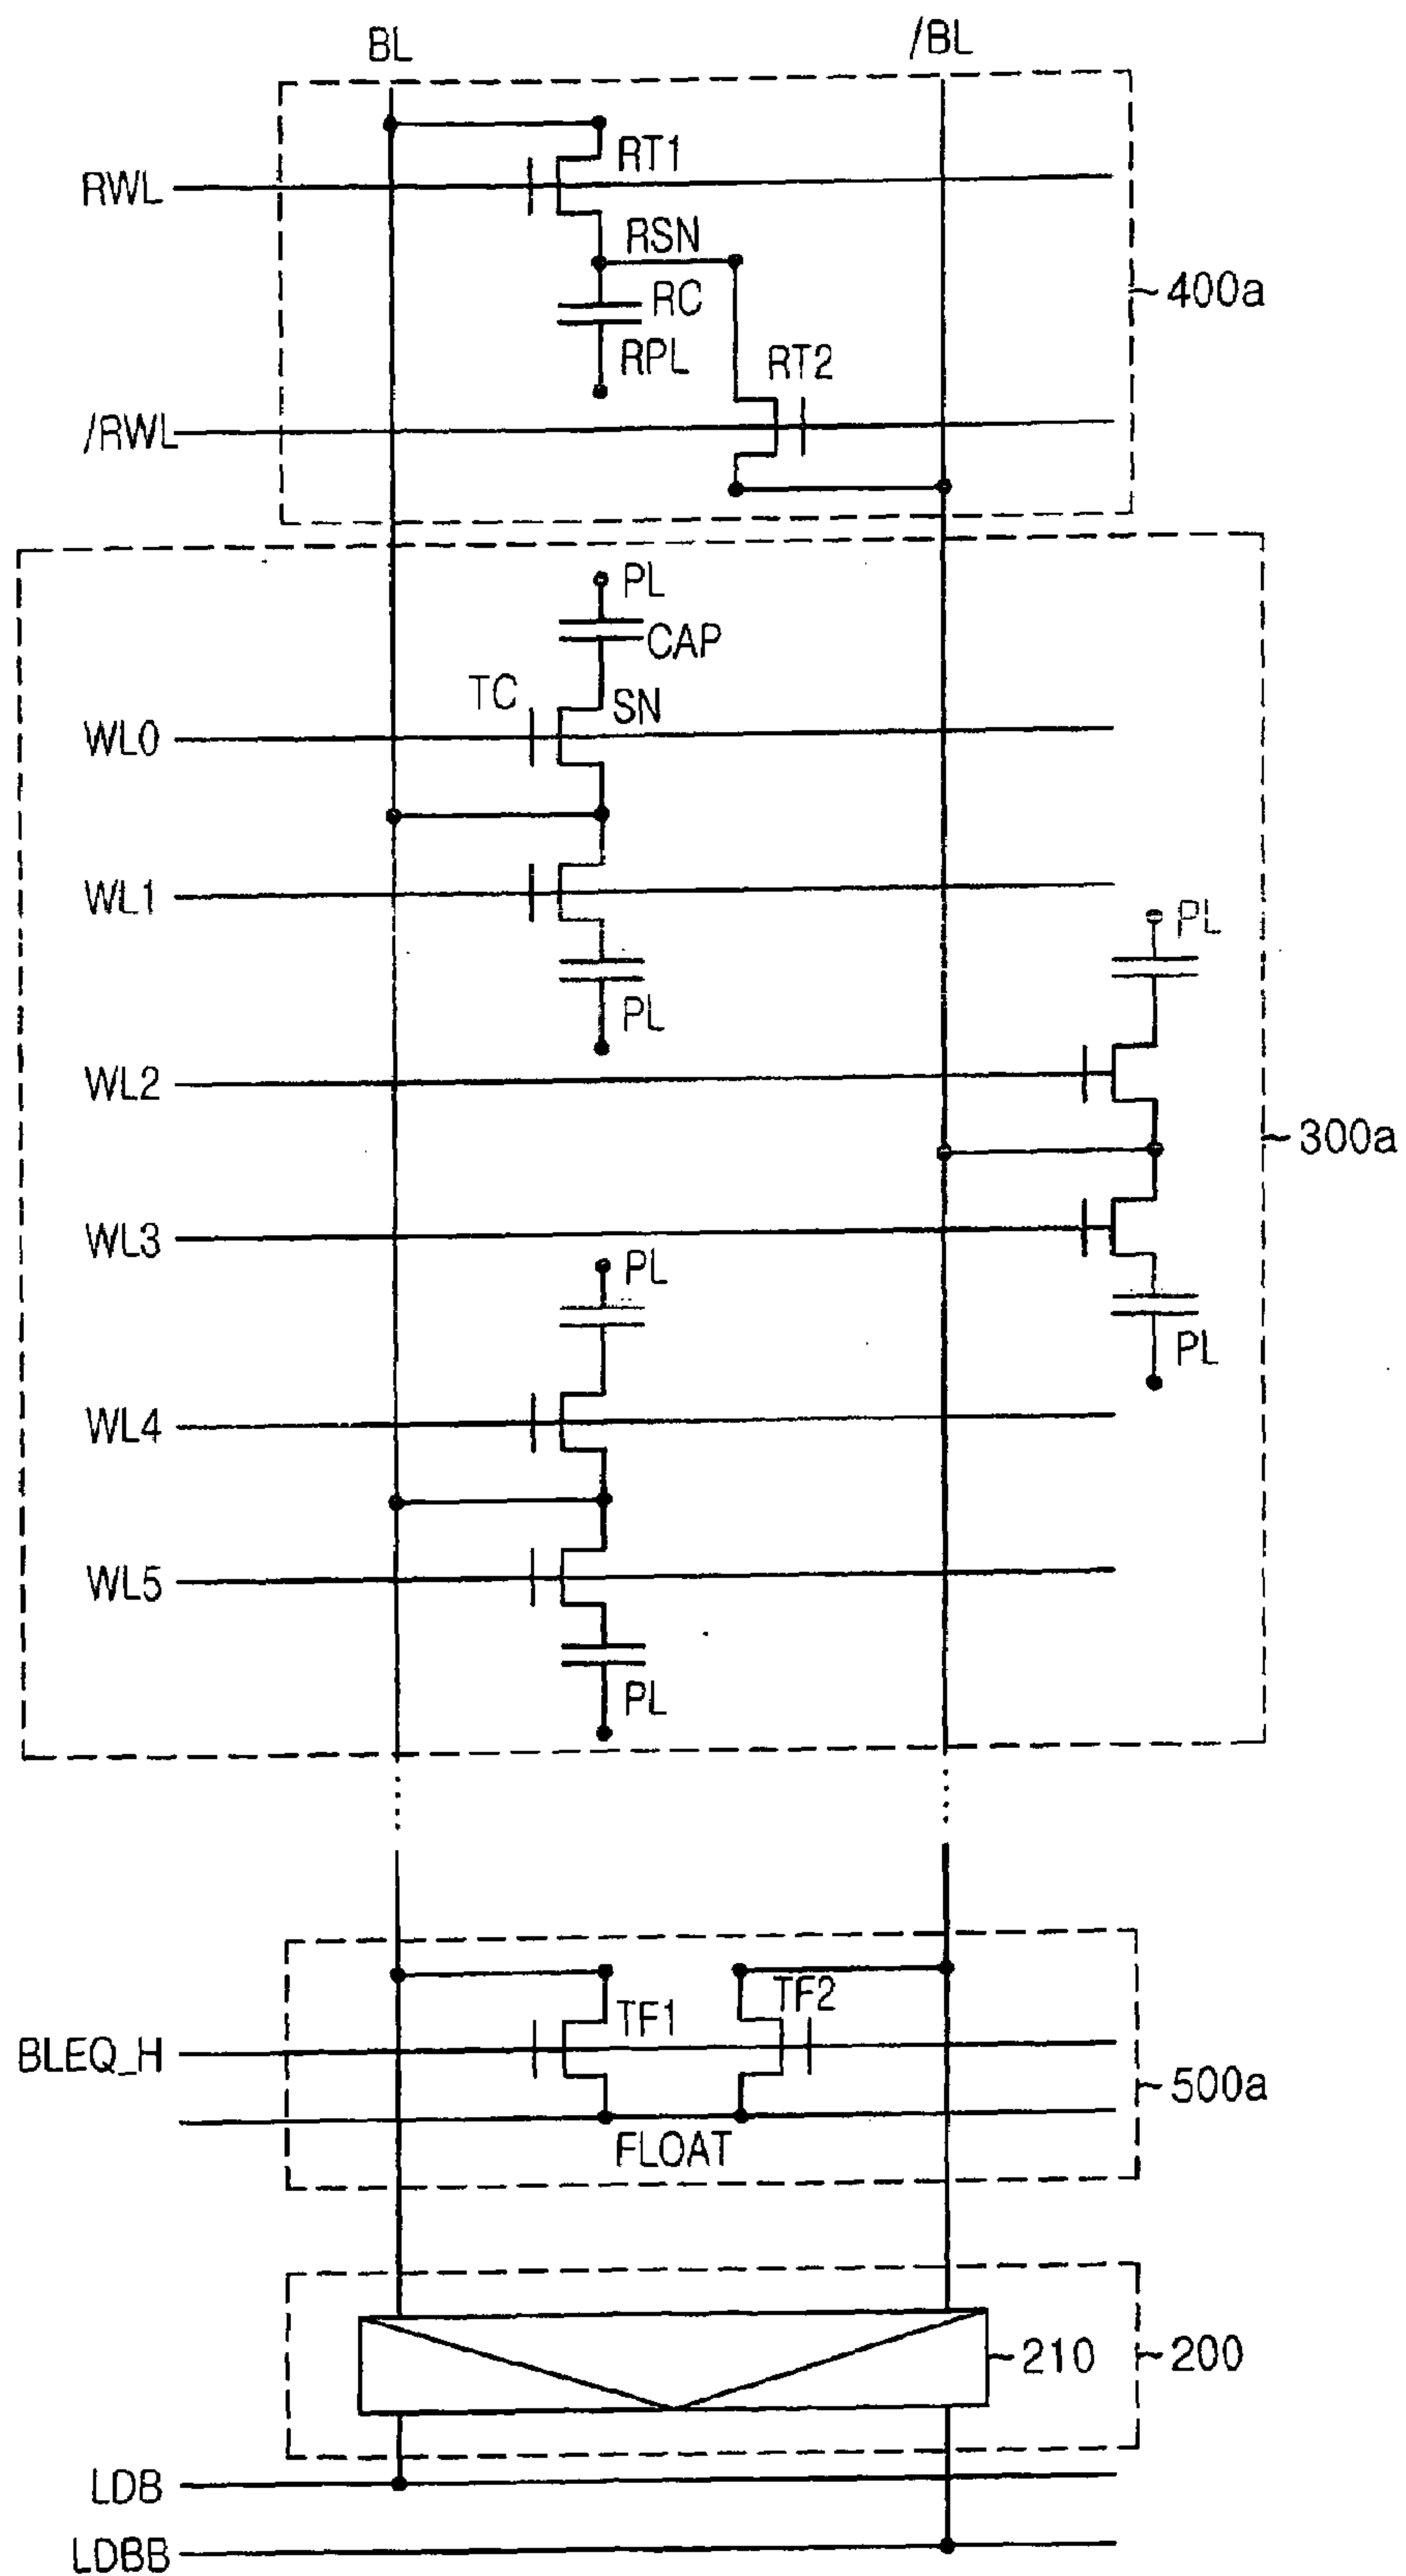 BL
/BL
RT1
RWL
RSN
RC
400a
RPL
RT2
/RWL
PL
CAP
TC
SN
WL0
WL1
PL
PL
WL2
300a
WL3
PL
PL
WL4
WL5
PL
TF1
TF2
BLEQ_H
500a
FLOAT
210
200
LDB
LDBB